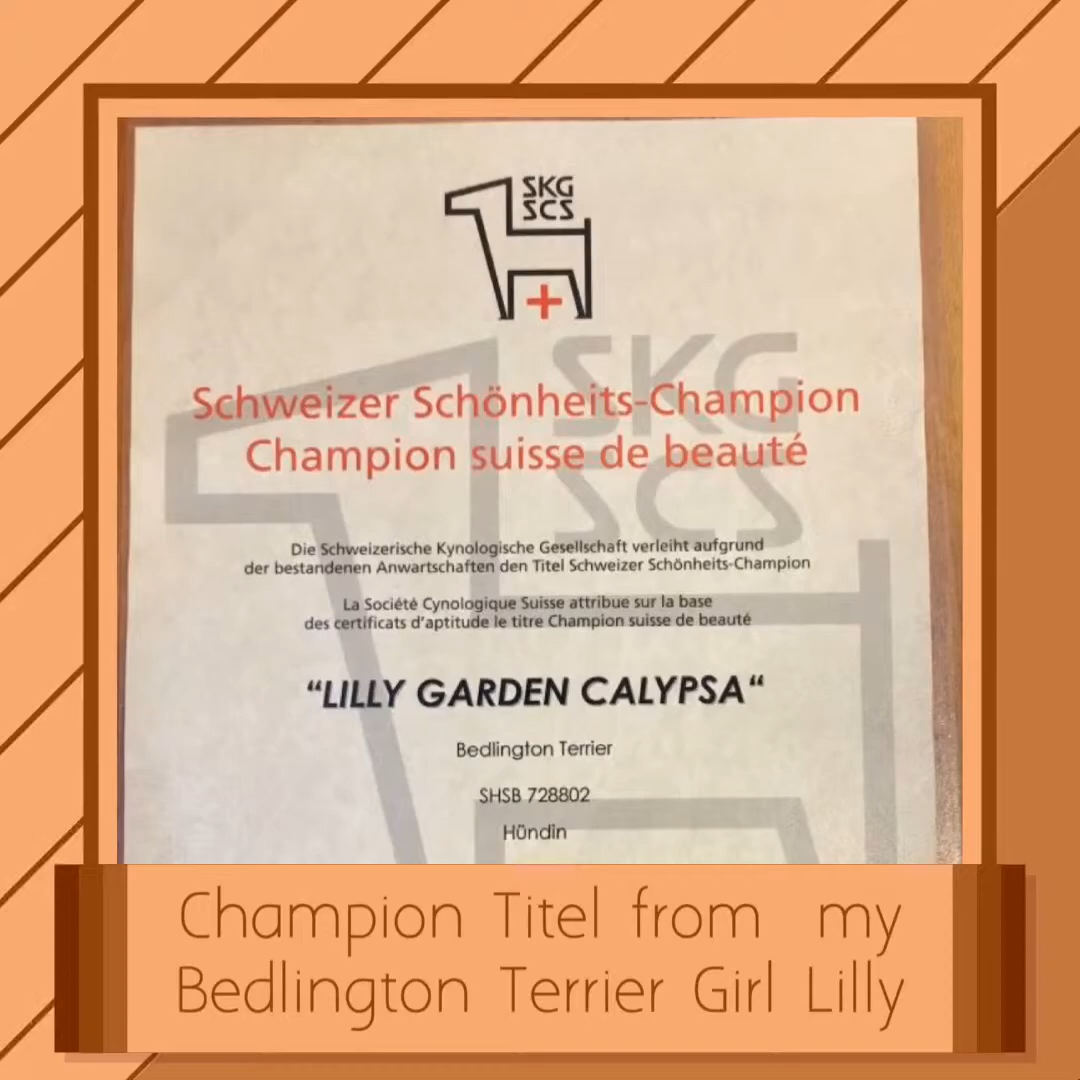 SKG
SCS
SKG
SCS
Schweizer Schönheits-Champion
Champion suisse de beauté
Die Schweizerische Kynologische Gesellschaft verleiht aufgrund
der bestandenen Anwartschaften den Titel Schweizer Schönheits-Champion
La Société Cynologique Suisse attribue sur la base
des certificats d'aptitude le titre Champion suisse de beauté
“LILLY GARDEN CALYPSA“
Bedlington Terrier
SHSB 728802
Hündin
Champion Titel from my
Bedlington Terrier Girl Lilly